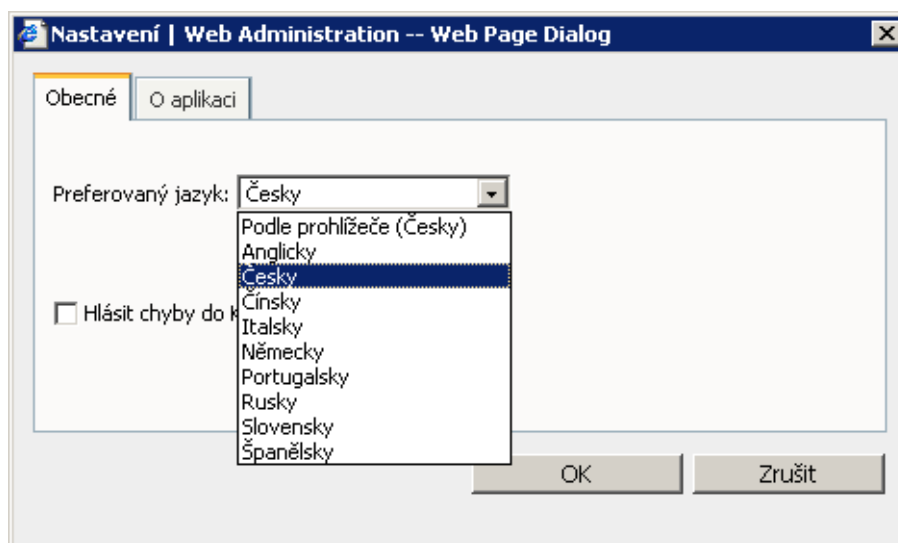 Nastavení | Web Administration -- Web Page Dialog
Obecné
O aplikaci
Preferovaný jazyk:
Česky
Podle prohlížeče (Česky)
Anglicky
Česky
Čínsky
Italsky
Německy
Portugalsky
Rusky
Slovensky
Španělsky
Hlásit chyby do
OK
Zrušit